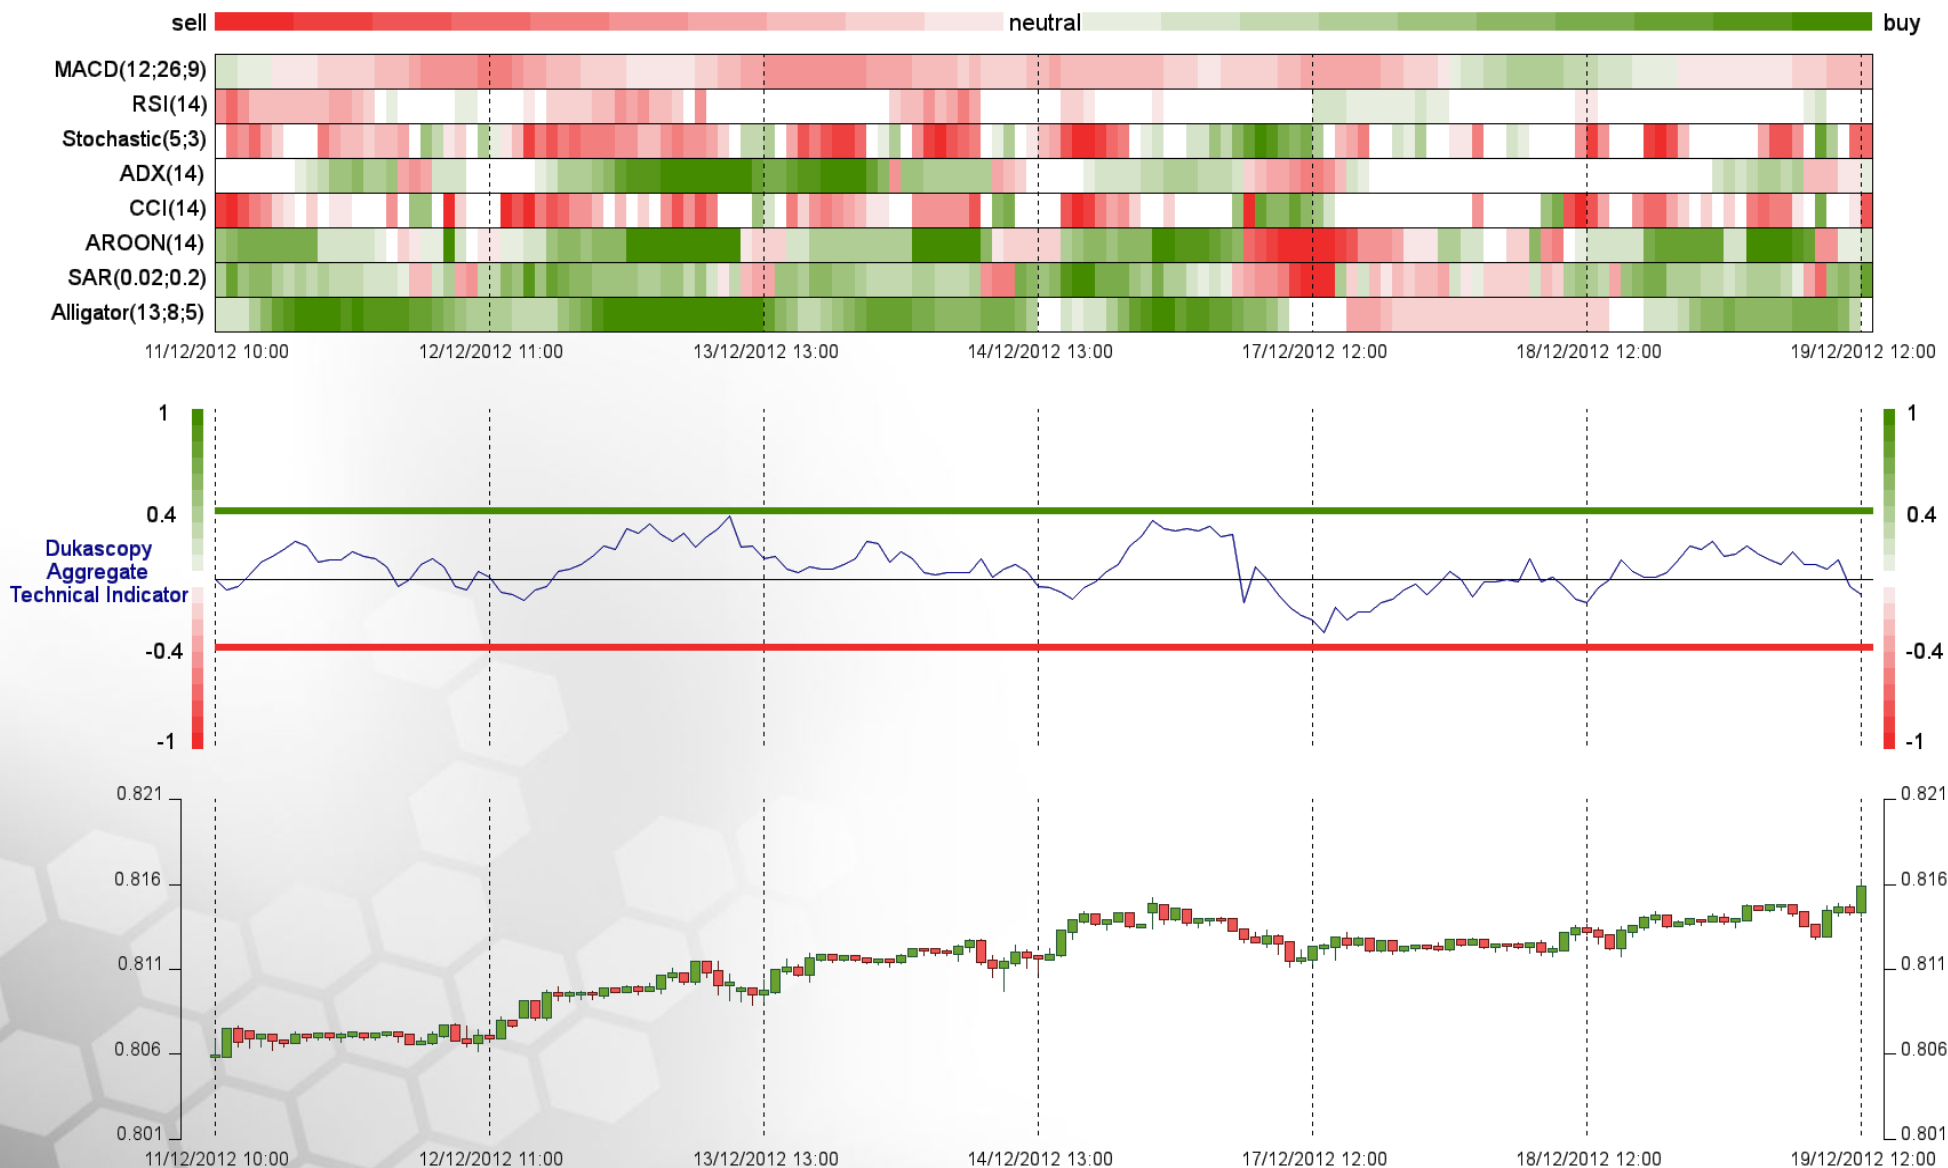 sell neutral buy
MACD(12;26;9)
RSI(14)
Stochastic(5;3)
ADX(14)
CCI(14)
AROON(14)
SAR(0.02;0.2)
Alligator(13;8;5)
11/12/2012 10:00 12/12/2012 11:00 13/12/2012 13:00 14/12/2012 13:00 17/12/2012 12:00 18/12/2012 12:00 19/12/2012 12:00
1 1
0.4 0.4
Dukascopy
Aggregate
Technical Indicator
-0.4 -0.4
-1 -1
0.821 0.821
0.816 0.816
0.811 0.811
0.806 0.806
0.801 0.801
11/12/2012 10:00 12/12/2012 11:00 13/12/2012 13:00 14/12/2012 13:00 17/12/2012 12:00 18/12/2012 12:00 19/12/2012 12:00